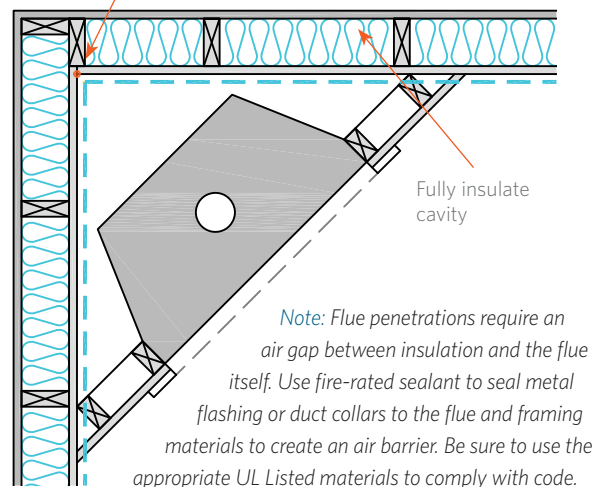 Fully insulate
cavity
Note: Flue penetrations require an
air gap between insulation and the flue
itself. Use fire-rated sealant to seal metal
flashing or duct collars to the flue and framing
materials to create an air barrier. Be sure to use the
appropriate UL Listed materials to comply with code.